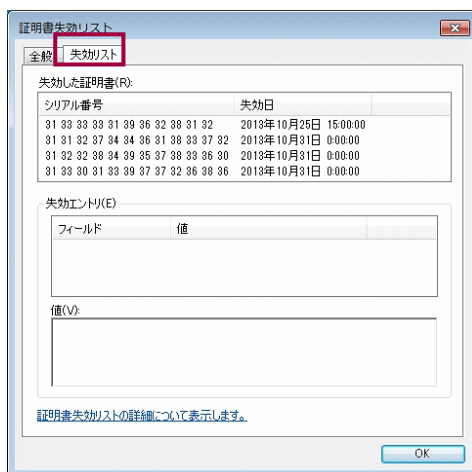 証明書失効リスト
全般
失効リスト
失効した証明書(R):
シリアル番号 失効日
31 33 33 33 31 39 36 32 38 31 32 2013年10月25日 15:00:00
31 31 32 37 34 34 36 31 38 33 37 32 2013年10月31日 0:00:00
31 32 32 38 34 39 35 37 38 33 36 30 2013年10月31日 0:00:00
31 33 30 31 33 39 37 37 32 36 38 36 2013年10月31日 0:00:00
失効エントリ(E)
フィールド 値
値(V):
証明書失効リストの詳細について表示します。
OK